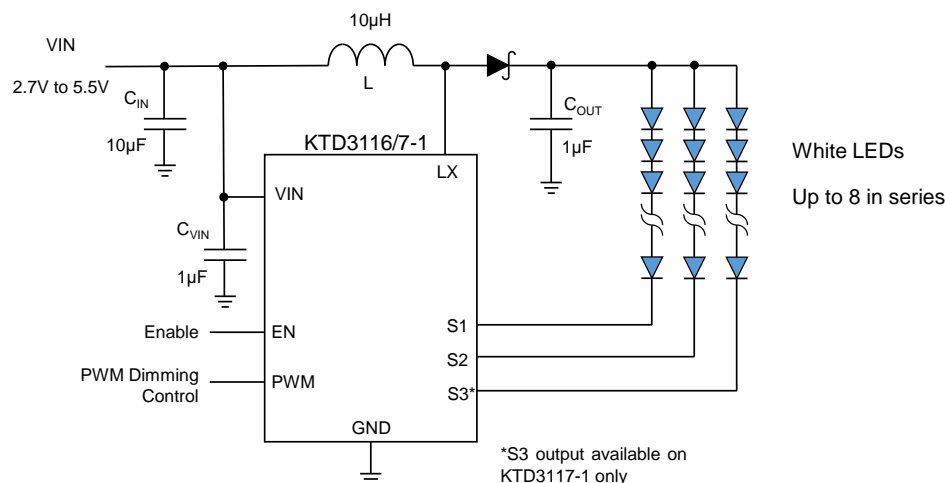 10µH
VIN
2.7V to 5.5V
L
CIN
10µF
COUT
1µF
KTD3116/7-1
LX
White LEDs
Up to 8 in series
VIN
CVIN
1µF
Enable
EN
S1
S2
PWM Dimming
Control
PWM
S3*
GND
*S3 output available on
KTD3117-1 only